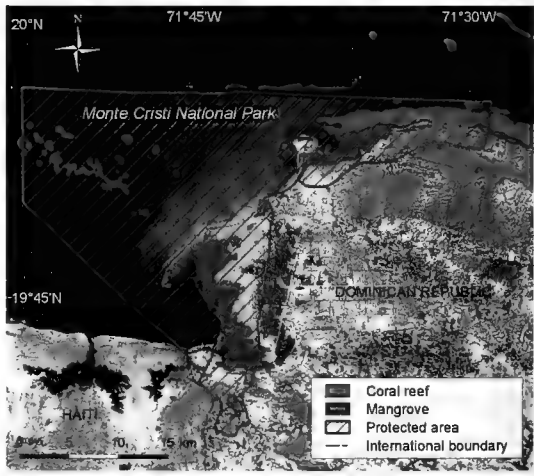 20°N
N
71°45'W
71°30'W
Monte Cristi National Park
19°45'N
DOMINICAN REPUBLIC
HAITI
5
10
15 km
Coral reef
Mangrove
Protected area
International boundary